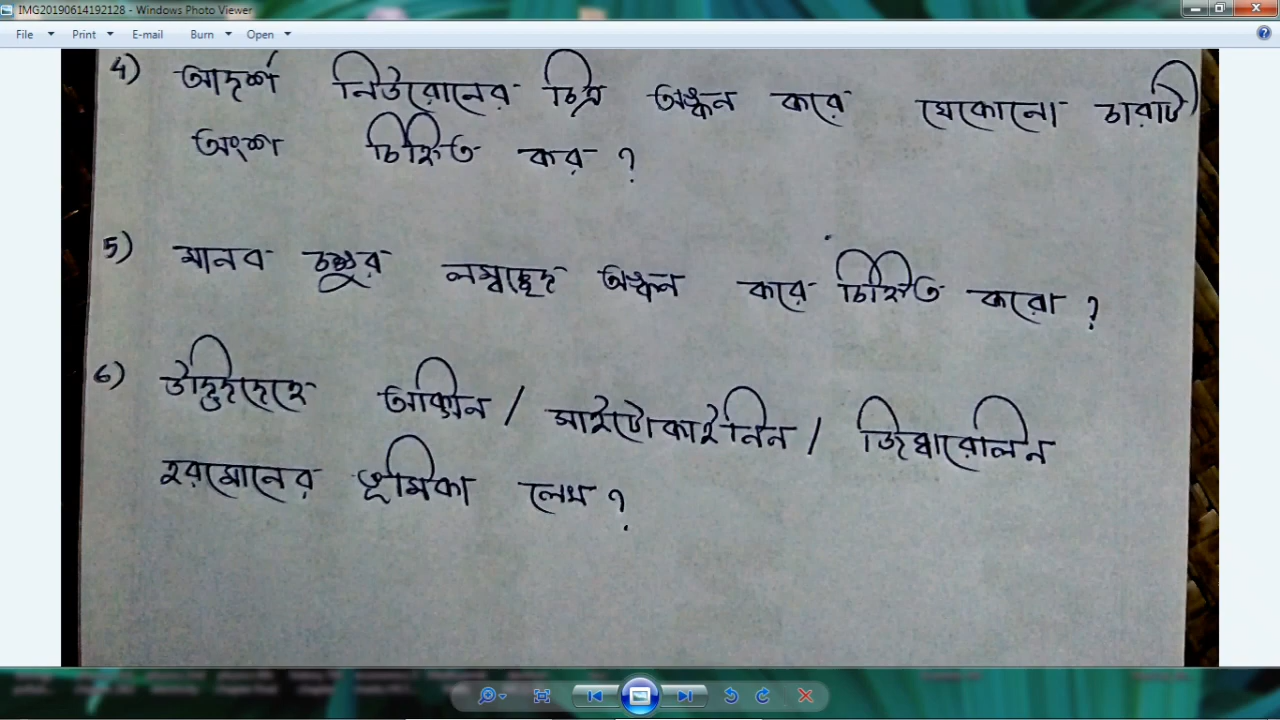 IMG20190614192128 - Windows Photo Viewer
File Print E-mail Burn Open
4) আদর্শ নিউরোনের চিত্র অঙ্কন করে যেকোনো চারটি
অংশ চিহ্নিত কর ?
5) মানব চক্ষুর লম্বচ্ছেদ অঙ্কন করে চিহ্নিত করো ?
6) উদ্ভিদদেহে অক্সিন / সাইটোকাইনিন / জিব্বারেলিন
হরমোনের ভূমিকা লেখ ?